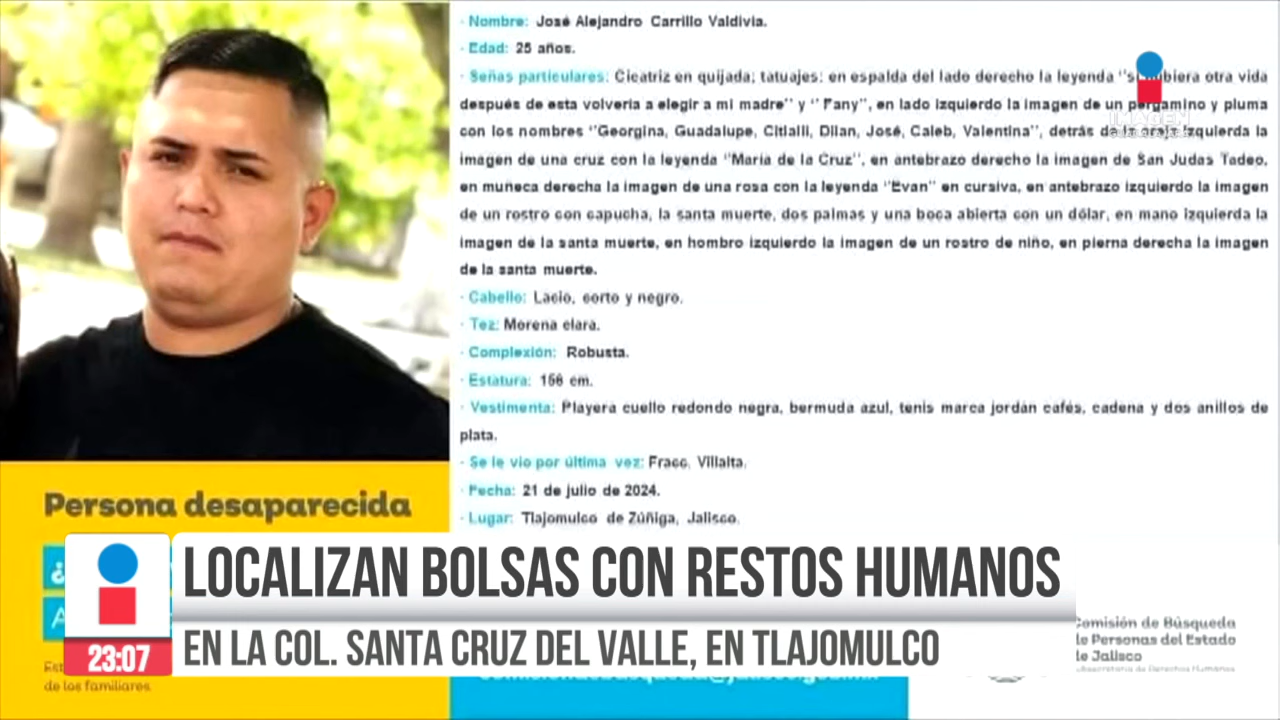 · Nombre: José Alejandro Carrillo Valdivia.
· Edad: 25 años.
· Señas particulares: Cicatriz en quijada; tatuajes: en espalda del lado derecho la leyenda "si hubiera otra vida
después de esta volvería a elegir a mi madre" y "Fany", en lado izquierdo la imagen de un pergamino y pluma
con los nombres "Georgina, Guadalupe, Citlalli, Dilan, José, Caleb, Valentina", detrás de la oreja izquierda la
imagen de una cruz con la leyenda "María de la Cruz", en antebrazo derecho la imagen de San Judas Tadeo,
en muñeca derecha la imagen de una rosa con la leyenda "Evan" en cursiva, en antebrazo izquierdo la imagen
de un rostro con capucha, la santa muerte, dos palmas y una boca abierta con un dólar, en mano izquierda la
imagen de la santa muerte, en hombro izquierdo la imagen de un rostro de niño, en pierna derecha la imagen
de la santa muerte.
· Cabello: Lacio, corto y negro.
· Tez: Morena clara.
· Complexión: Robusta.
· Estatura: 156 cm.
· Vestimenta: Playera cuello redondo negra, bermuda azul, tenis marca jordán cafés, cadena y dos anillos de
plata.
· Se le vio por última vez: Fracc. Villalta.
· Fecha: 21 de julio de 2024.
· Lugar: Tlajomulco de Zúñiga, Jalisco.
IMAGEN
Persona desaparecida
LOCALIZAN BOLSAS CON RESTOS HUMANOS
EN LA COL. SANTA CRUZ DEL VALLE, EN TLAJOMULCO
23:07
de los familiares.
Comisión de Búsqueda
de Personas del Estado
de Jalisco